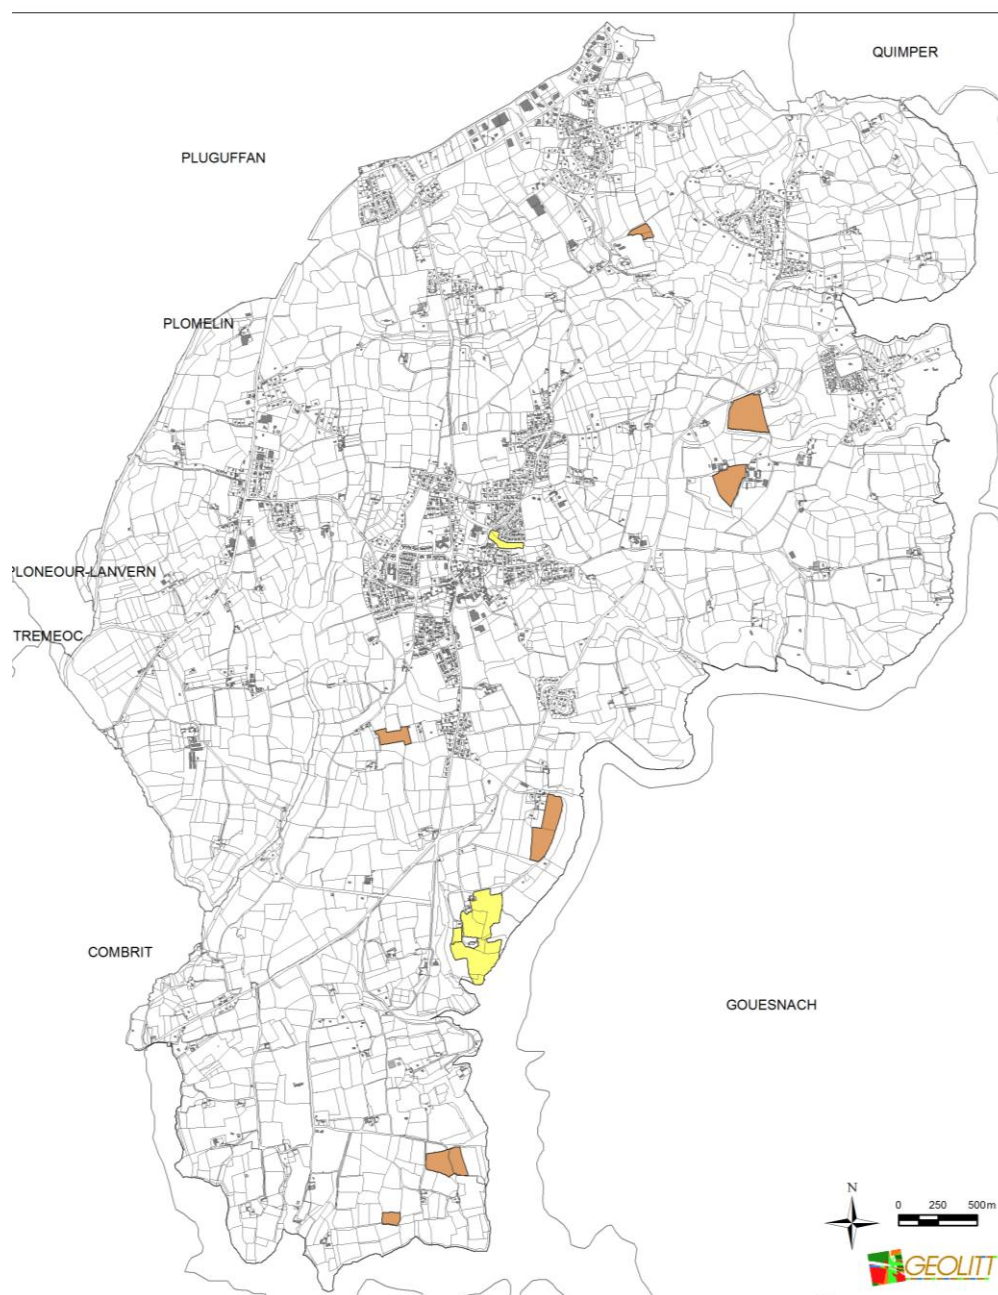 QUIMPER
PLUGUFFAN
PLOMELIN
PLONEOUR-LANVERN
TREMEOC
COMBRIT
GOUESNACH
N
0 250 500m
GEOLITT